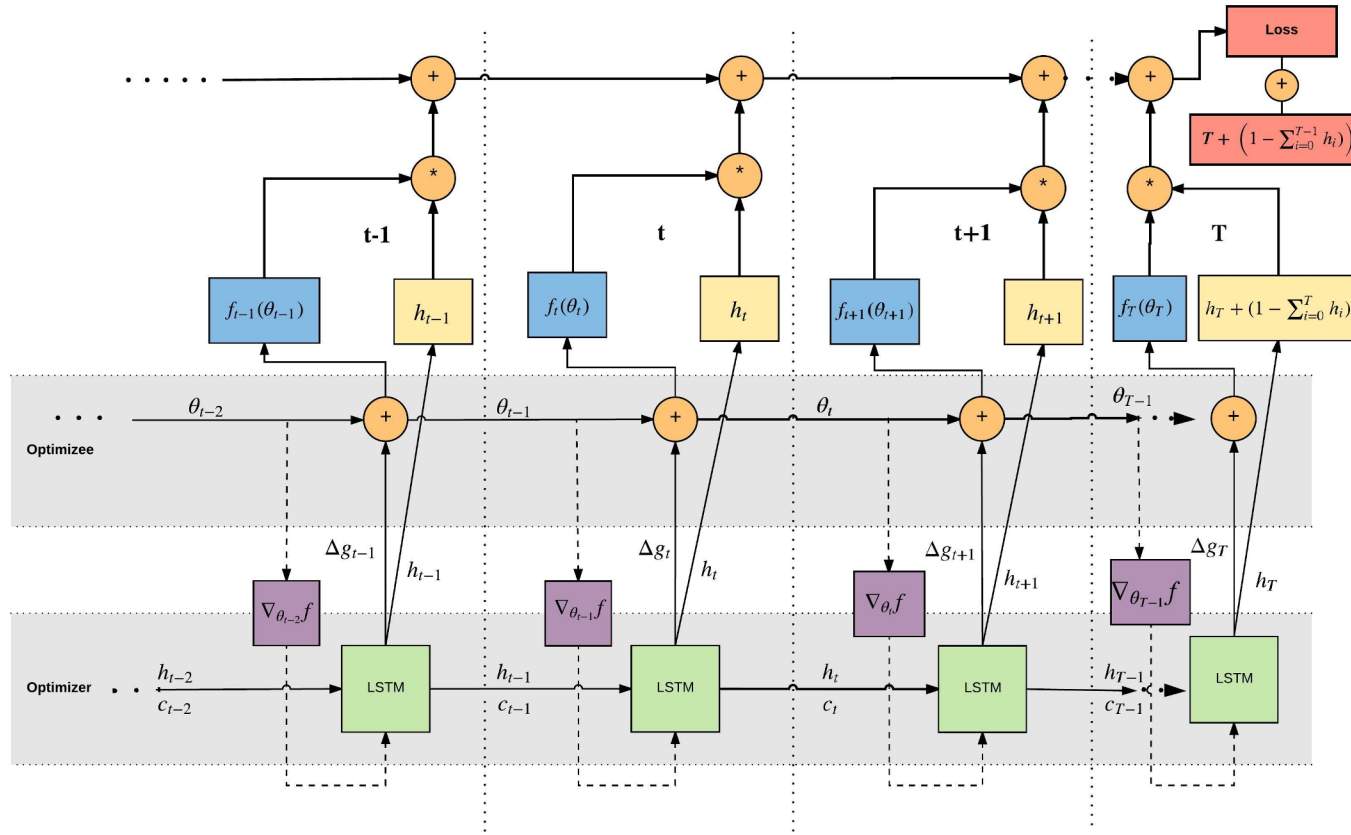 Loss
+
+
+
+
+
T + (1 − ∑_{i=0}^{T−1} h_i))
*
*
*
*
t-1
t
t+1
T
f_{t−1}(θ_{t−1})
h_{t−1}
f_t(θ_t)
h_t
f_{t+1}(θ_{t+1})
h_{t+1}
f_T(θ_T)
h_T + (1 − ∑_{i=0}^{T} h_i)
θ_{t−2}
+
θ_{t−1}
+
θ_t
+
θ_{T−1}
+
Optimizee
Δg_{t−1}
h_{t−1}
Δg_t
h_t
Δg_{t+1}
h_{t+1}
Δg_T
h_T
∇_{θ_{t−2}} f
∇_{θ_{t−1}} f
∇_{θ_t} f
∇_{θ_{T−1}} f
Optimizer
h_{t−2}
c_{t−2}
LSTM
h_{t−1}
c_{t−1}
LSTM
h_t
c_t
LSTM
h_{T−1}
c_{T−1}
LSTM